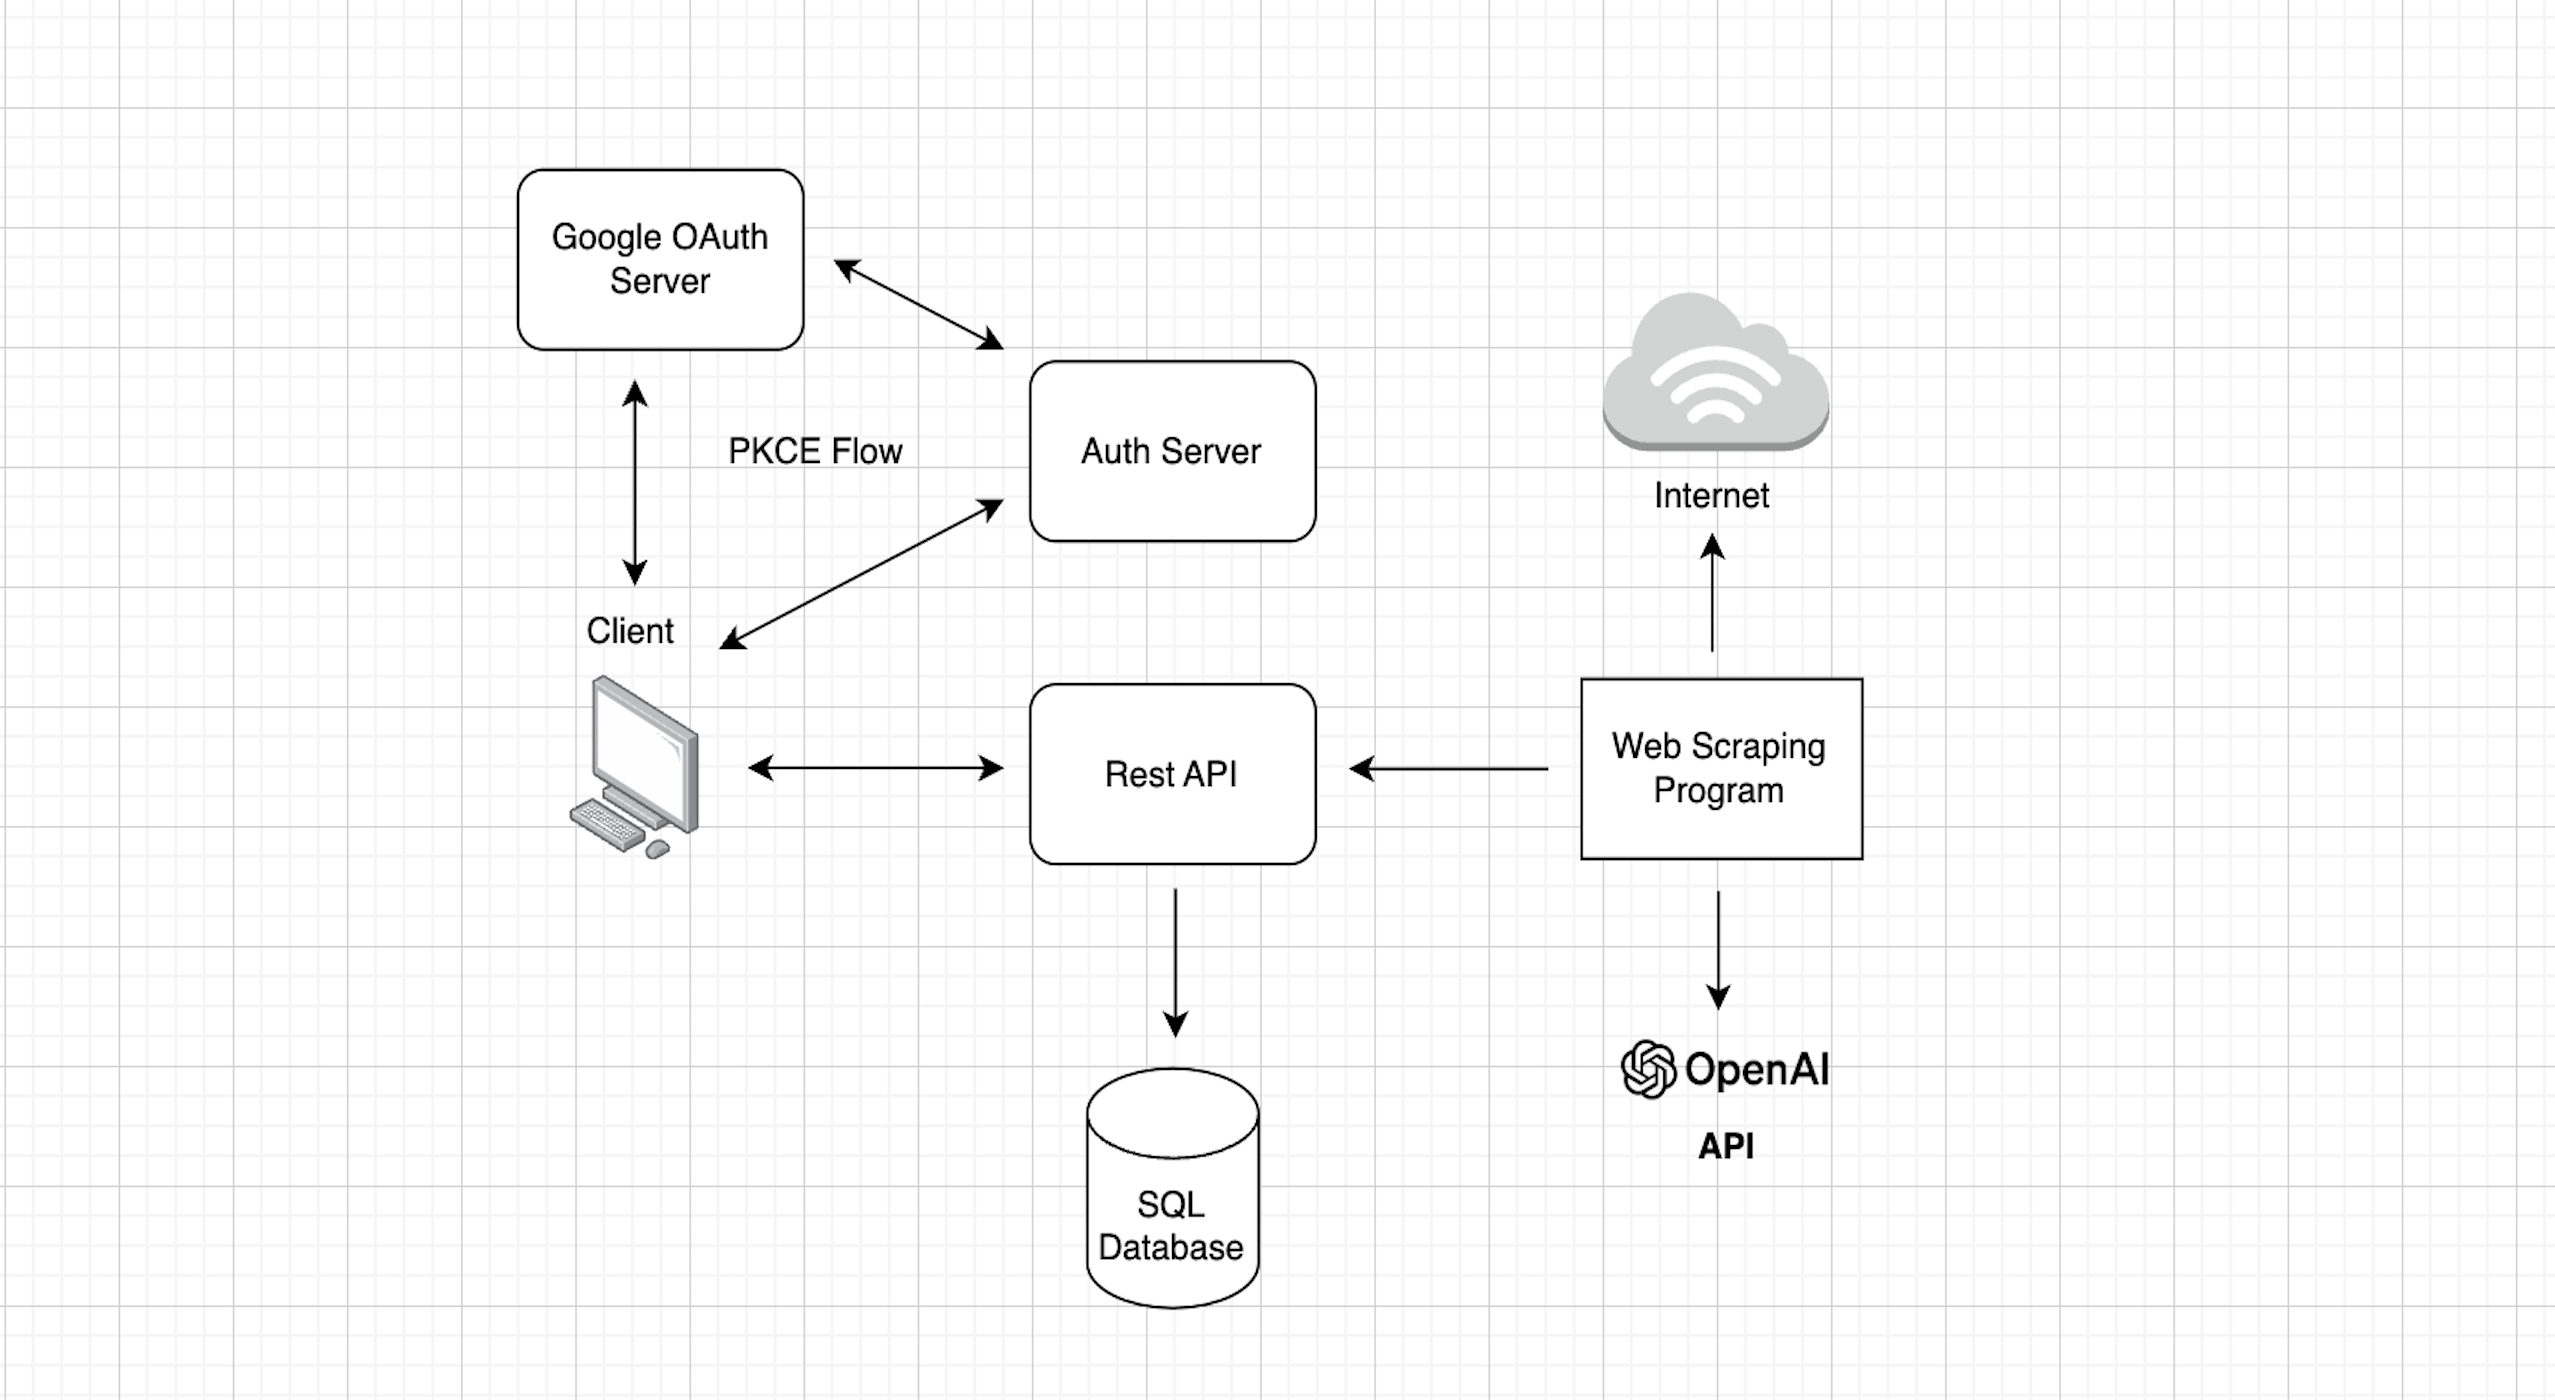 Google OAuth
Server
PKCE Flow
Auth Server
Internet
Client
Rest API
Web Scraping
Program
OpenAI
API
SQL
Database